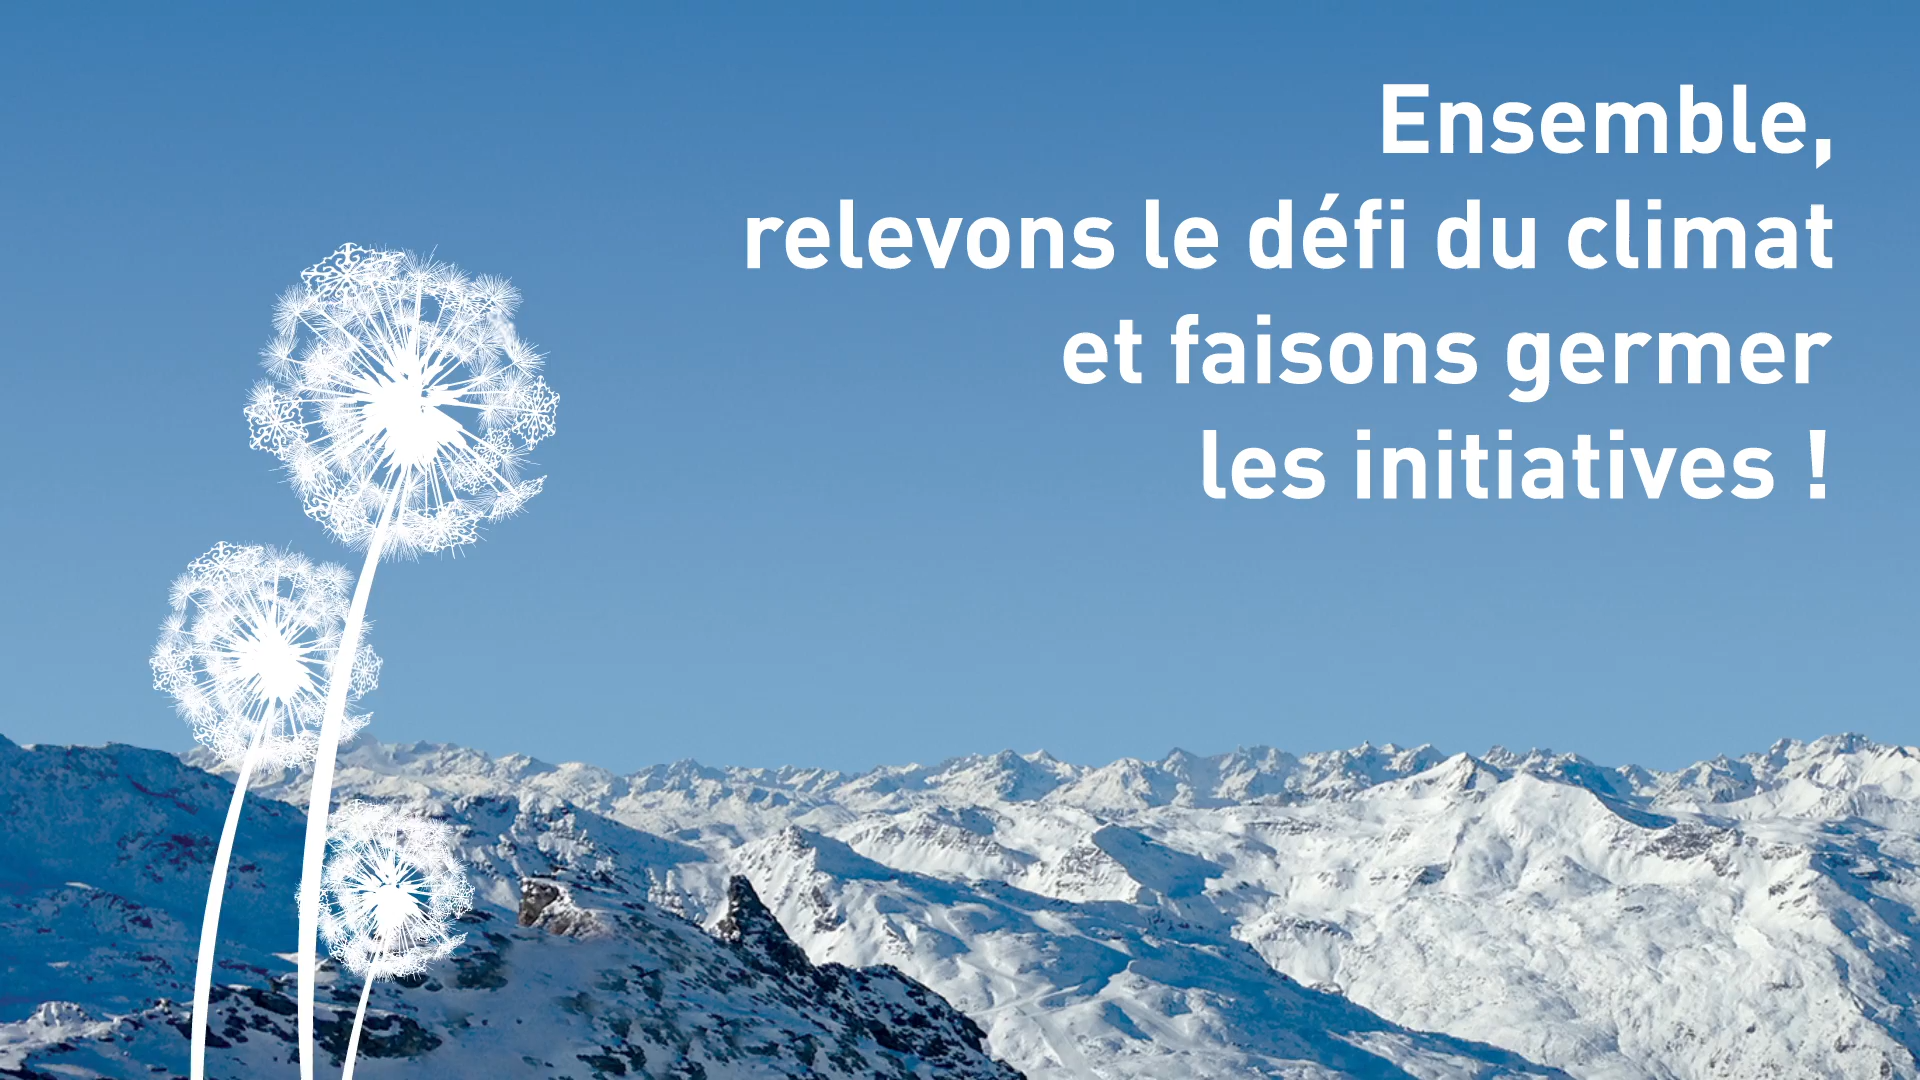 Ensemble,
relevons le défi du climat
et faisons germer
les initiatives !